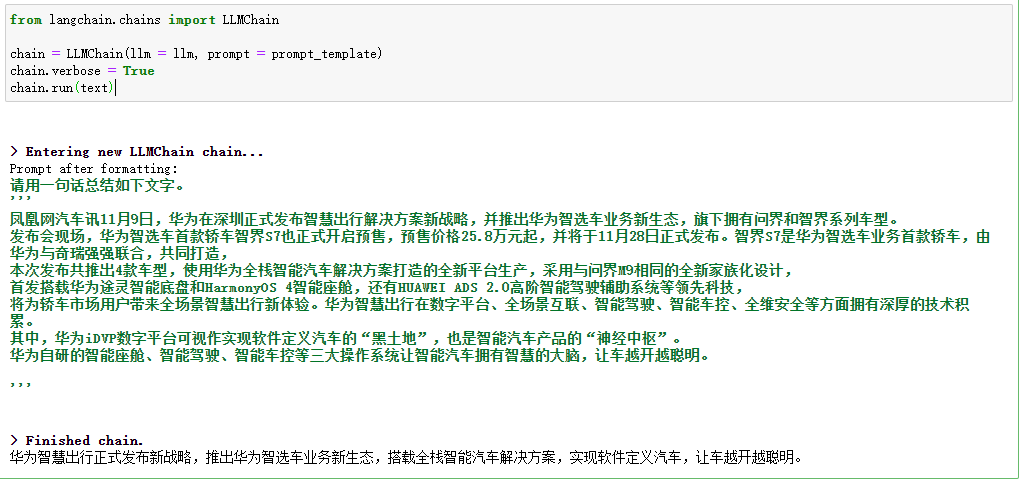 from langchain.chains import LLMChain
chain = LLMChain(llm = llm, prompt = prompt_template)
chain.verbose = True
chain.run(text)
> Entering new LLMChain chain...
Prompt after formatting:
请用一句话总结如下文字。
'''
凤凰网汽车讯11月9日，华为在深圳正式发布智慧出行解决方案新战略，并推出华为智选车业务新生态，旗下拥有问界和智界系列车型。
发布会现场，华为智选车首款轿车智界S7也正式开启预售，预售价格25.8万元起，并将于11月28日正式发布。智界S7是华为智选车业务首款轿车，由
华为与奇瑞强强联合，共同打造，
本次发布共推出4款车型，使用华为全栈智能汽车解决方案打造的全新平台生产，采用与问界M9相同的全新家族化设计，
首发搭载华为途灵智能底盘和HarmonyOS 4智能座舱，还有HUAWEI ADS 2.0高阶智能驾驶辅助系统等领先科技，
将为轿车市场用户带来全场景智慧出行新体验。华为智慧出行在数字平台、全场景互联、智能驾驶、智能车控、全维安全等方面拥有深厚的技术积
累。
其中，华为iDVP数字平台可视作实现软件定义汽车的“黑土地”，也是智能汽车产品的“神经中枢”。
华为自研的智能座舱、智能驾驶、智能车控等三大操作系统让智能汽车拥有智慧的大脑，让车越开越聪明。
'''
> Finished chain.
华为智慧出行正式发布新战略，推出华为智选车业务新生态，搭载全栈智能汽车解决方案，实现软件定义汽车，让车越开越聪明。